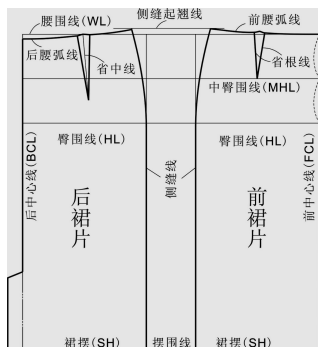 侧缝起翘线
腰围线(WL)
前腰弧线
后腰弧线
省中线
省根线
中臀围线(MHL)
臀围线(HL)
臀围线(HL)
后中心线(BCL)
后裙片
侧缝线
前裙片
前中心线(FCL)
裙摆(SH)
摆围线
裙摆(SH)